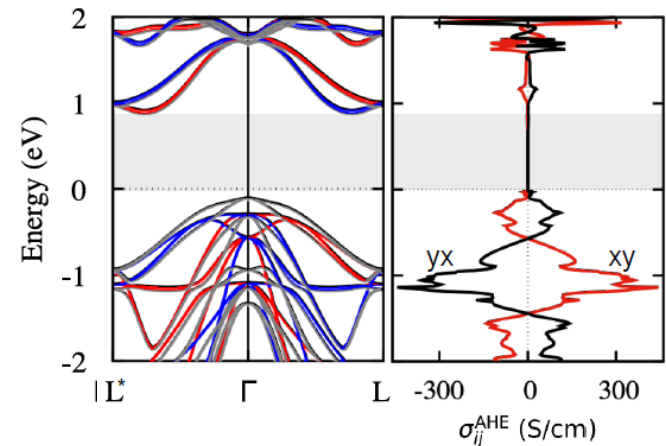 Energy (eV)
2
1
0
-1
-2
| L* Γ L
yx xy
-300 0 300
σ_ij^AHE (S/cm)